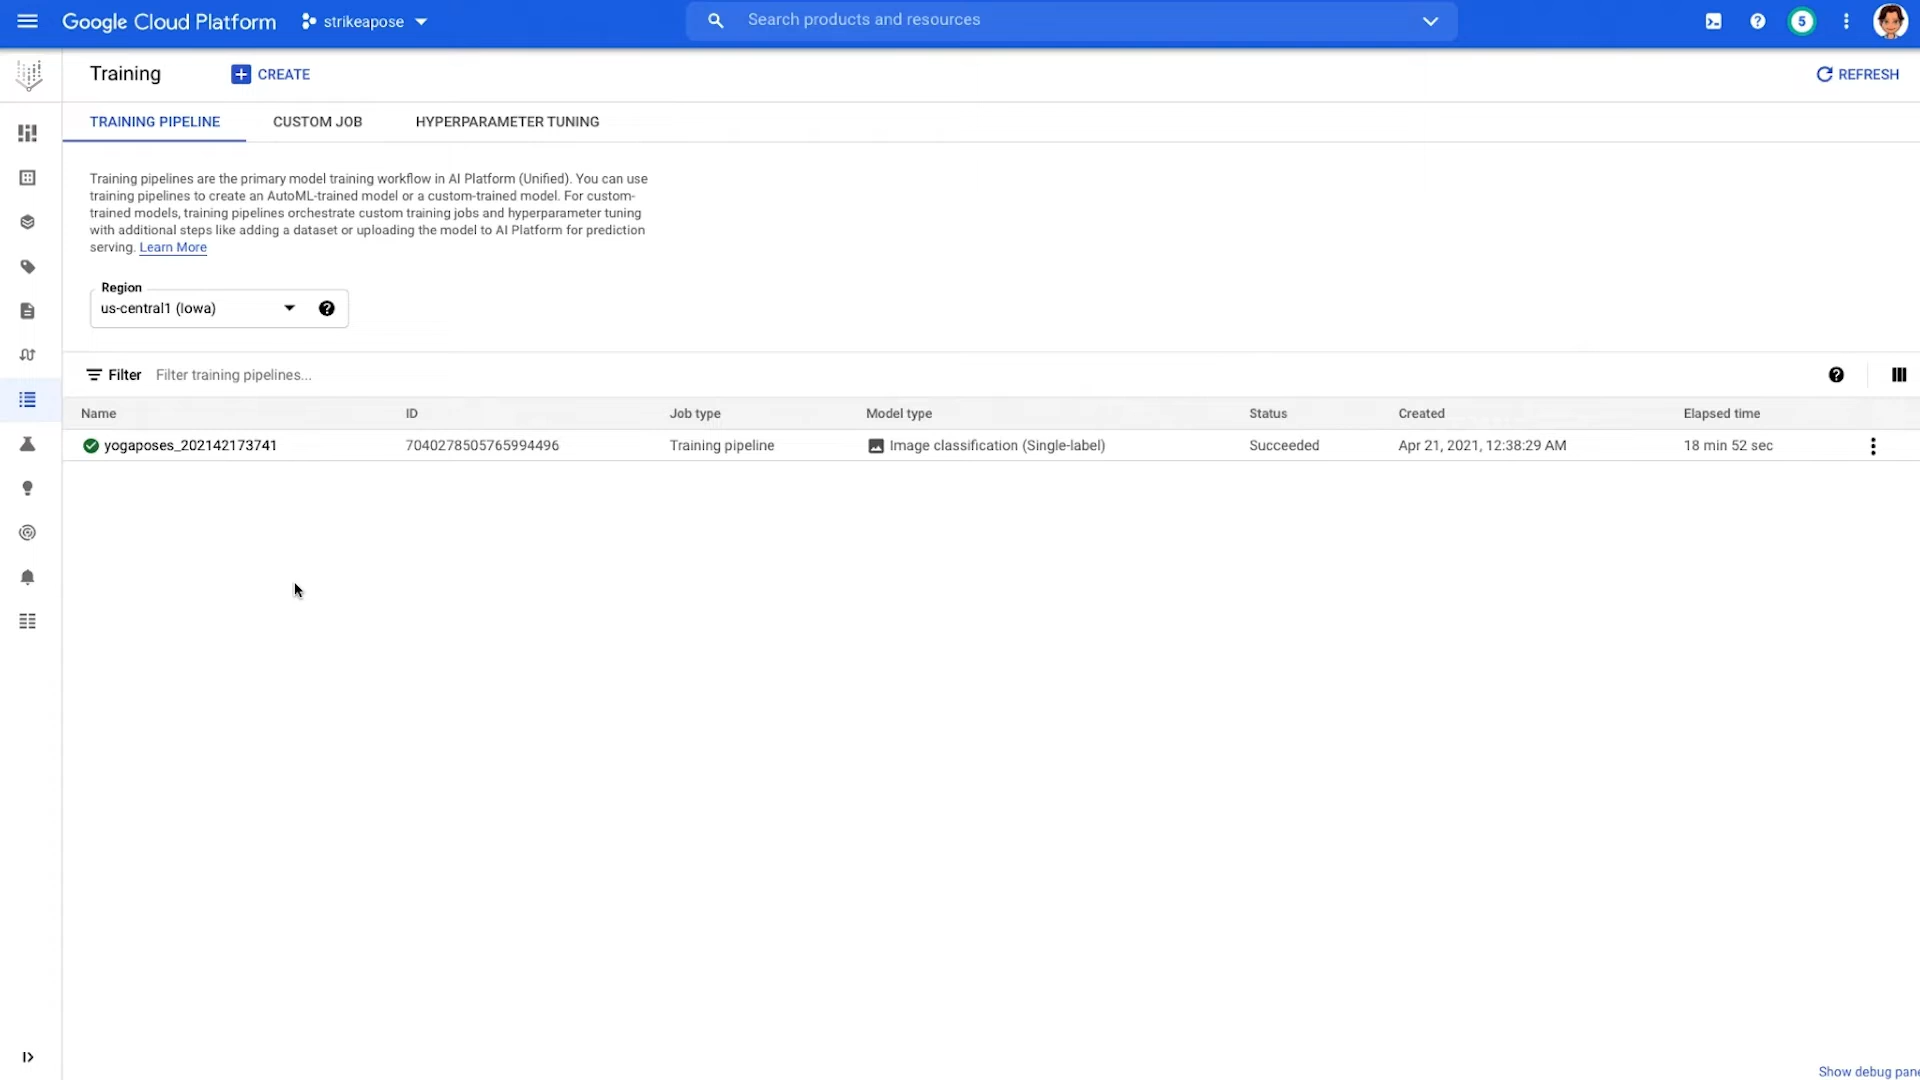 Google Cloud Platform strikeapose Search products and resources 5
Training CREATE REFRESH
TRAINING PIPELINE CUSTOM JOB HYPERPARAMETER TUNING
Training pipelines are the primary model training workflow in AI Platform (Unified). You can use
training pipelines to create an AutoML-trained model or a custom-trained model. For custom-
trained models, training pipelines orchestrate custom training jobs and hyperparameter tuning
with additional steps like adding a dataset or uploading the model to AI Platform for prediction
serving. Learn More
Region
us-central1 (Iowa)
Filter Filter training pipelines...
Name ID Job type Model type Status Created Elapsed time
yogaposes_202142173741 7040278505765994496 Training pipeline Image classification (Single-label) Succeeded Apr 21, 2021, 12:38:29 AM 18 min 52 sec
Show debug pane